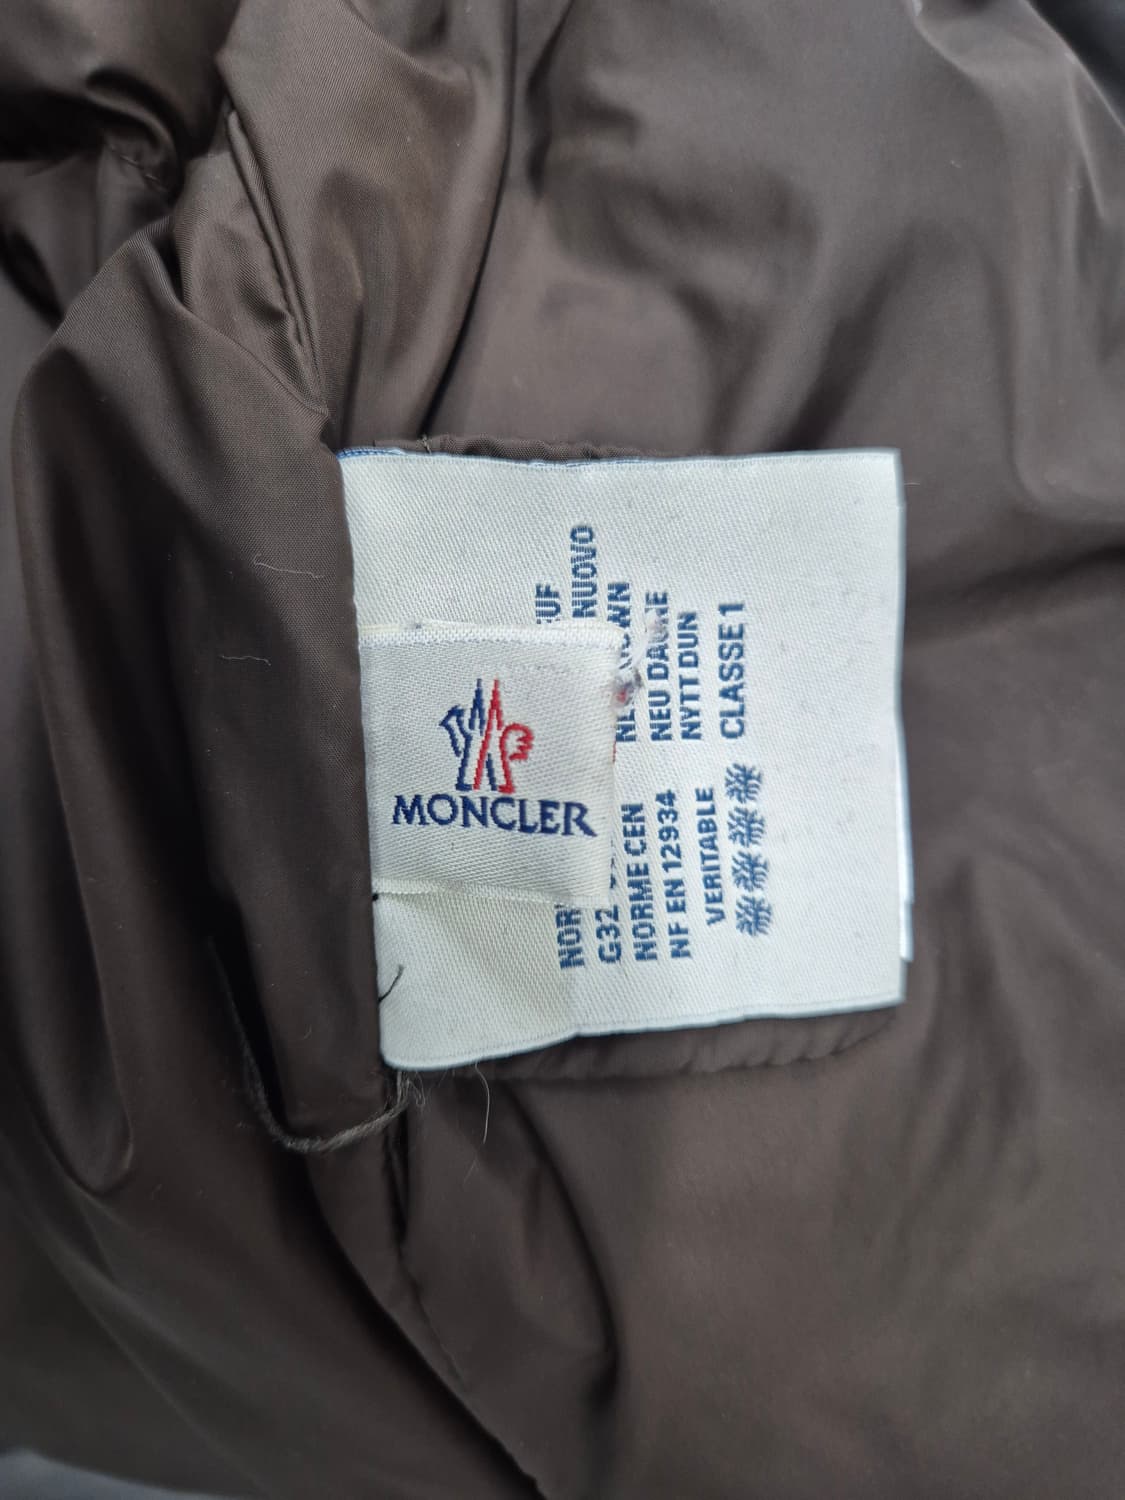 MONCLER
NUOVO
NEU DAUNE
NYTT DUN
CLASSE 1
G32
NORME CEN
NF EN 12934
VERITABLE